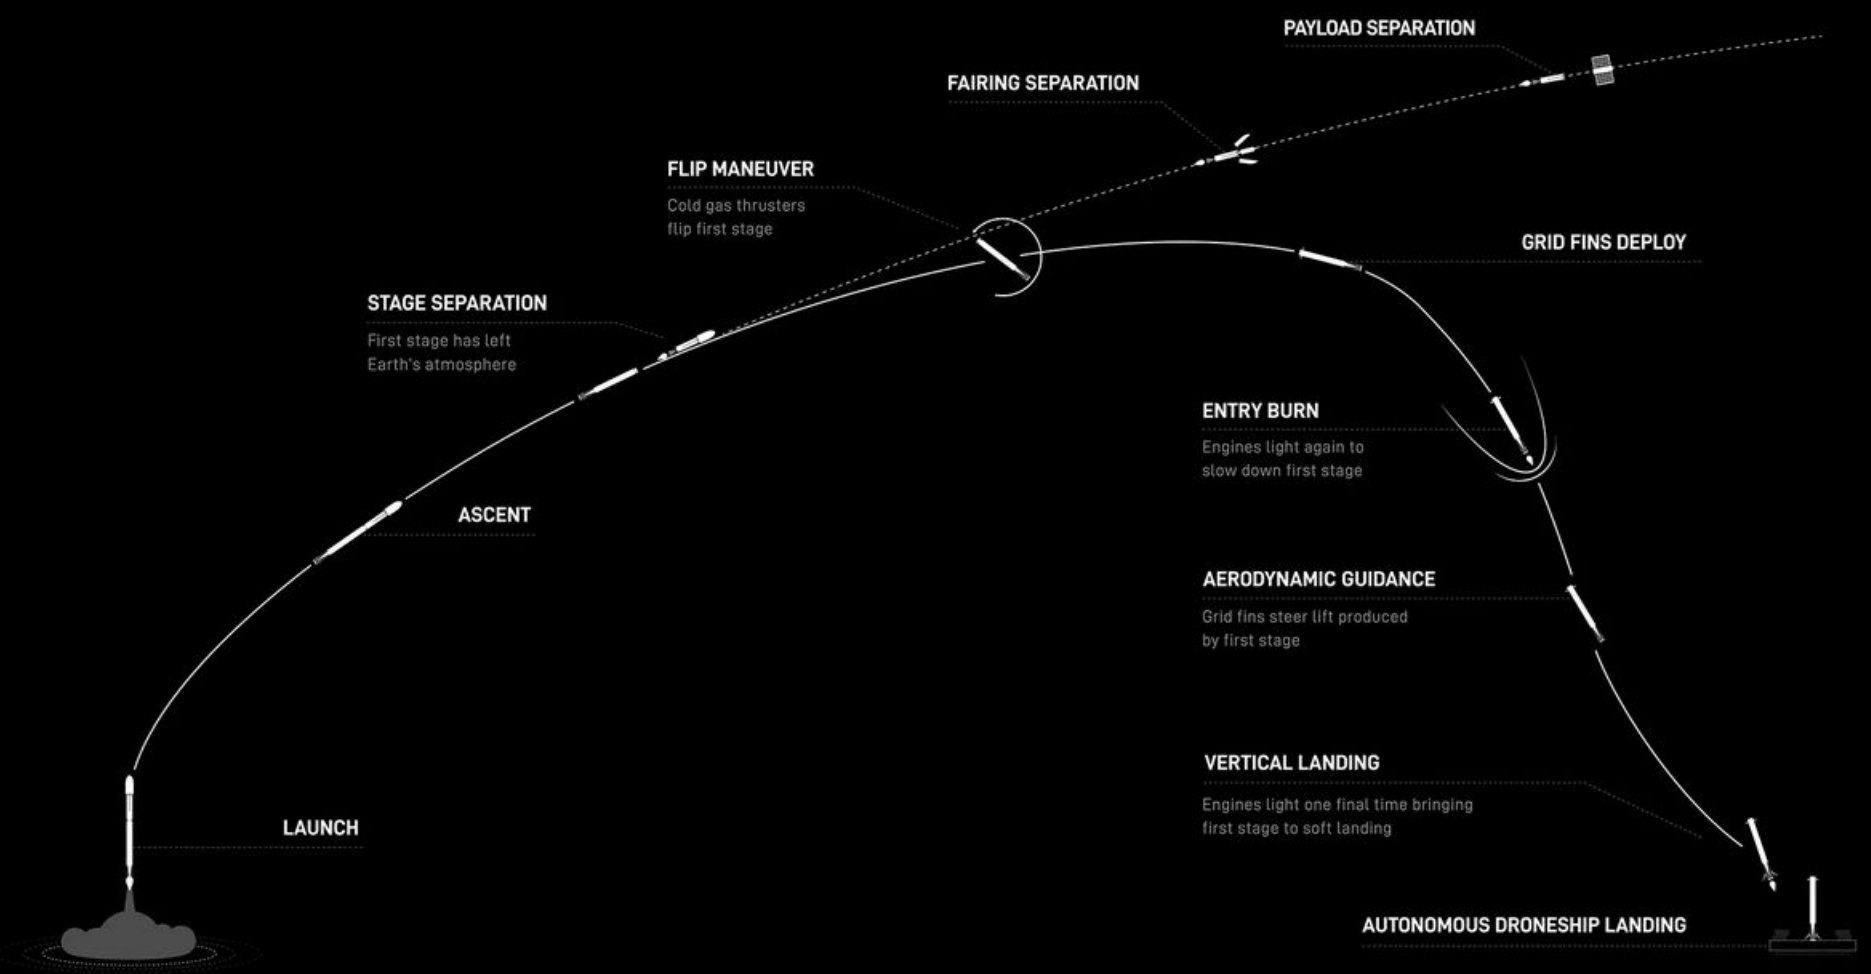 PAYLOAD SEPARATION
FAIRING SEPARATION
FLIP MANEUVER
Cold gas thrusters
flip first stage
GRID FINS DEPLOY
STAGE SEPARATION
First stage has left
Earth's atmosphere
ENTRY BURN
Engines light again to
slow down first stage
ASCENT
AERODYNAMIC GUIDANCE
Grid fins steer lift produced
by first stage
VERTICAL LANDING
Engines light one final time bringing
first stage to soft landing
LAUNCH
AUTONOMOUS DRONESHIP LANDING